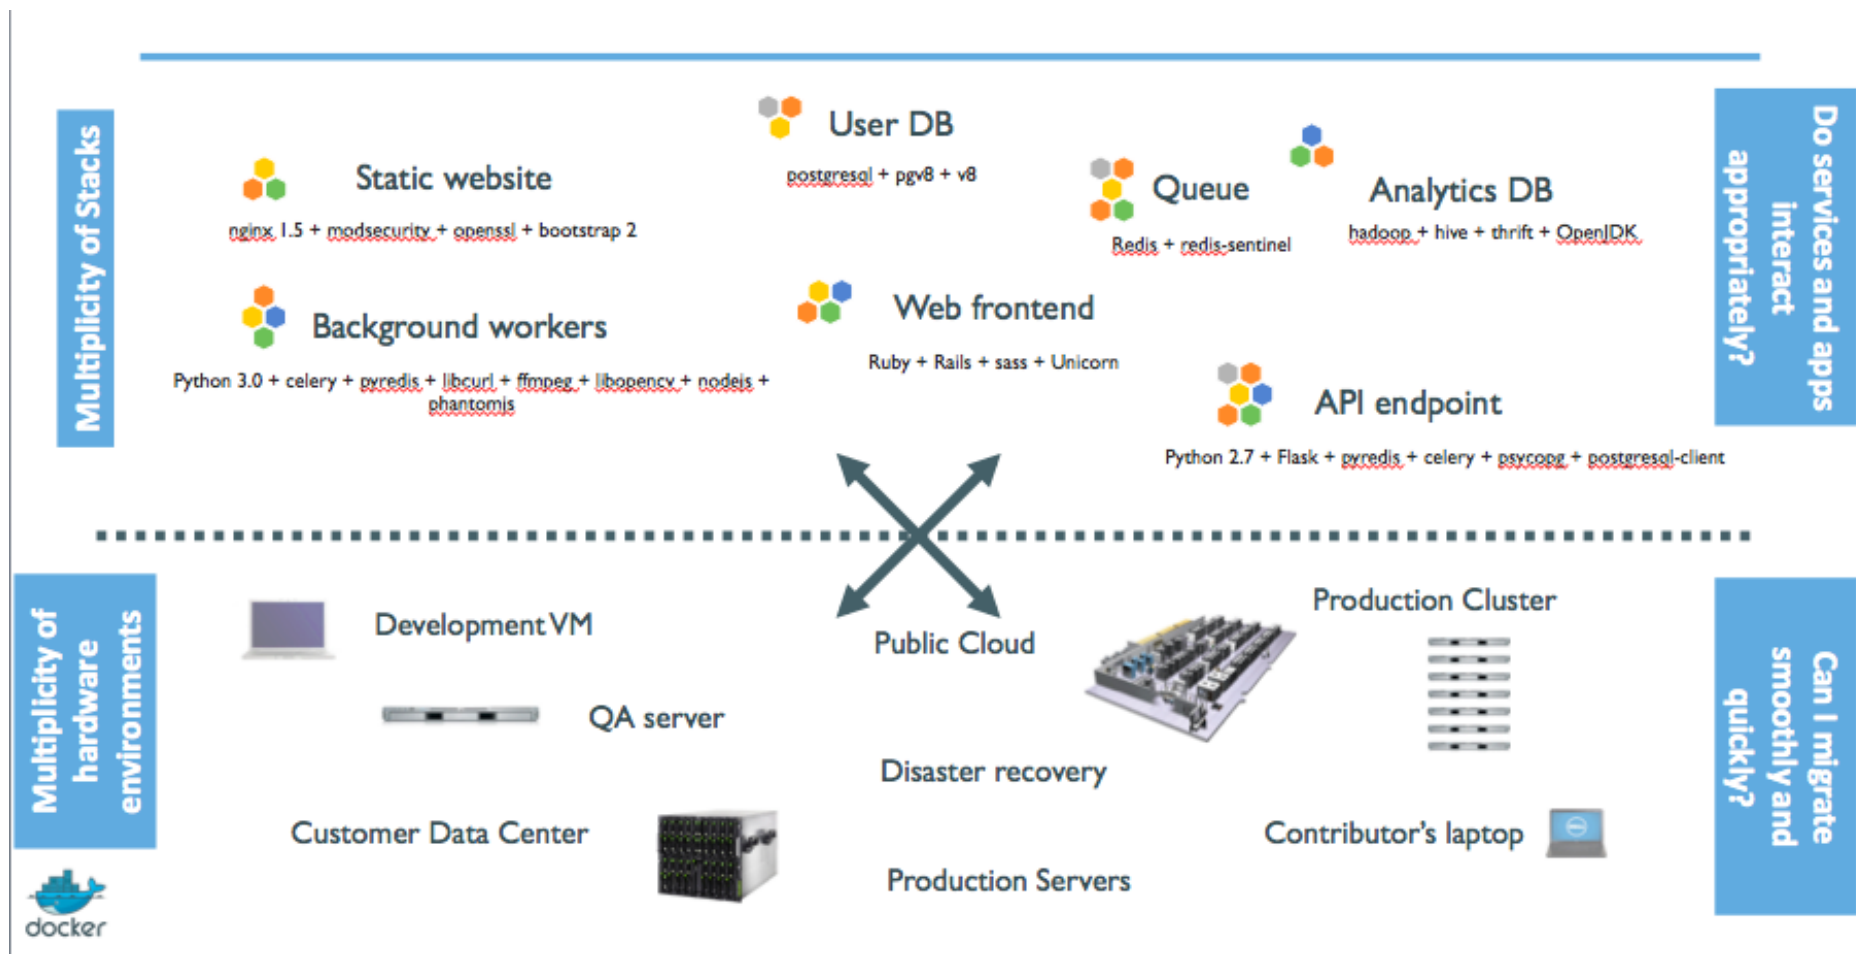 Multiplicity of Stacks
Static website
nginx 1.5 + modsecurity + openssl + bootstrap 2
Background workers
Python 3.0 + celery + pyredis + libcurl + ffmpeg + libopencv + nodejs +
phantomjs
User DB
postgresql + pgv8 + v8
Web frontend
Ruby + Rails + sass + Unicorn
Queue
Redis + redis-sentinel
Analytics DB
hadoop + hive + thrift + OpenJDK
API endpoint
Python 2.7 + Flask + pyredis + celery + psycopg + postgresql-client
Do services and apps
interact
appropriately?
Multiplicity of
hardware
environments
Development VM
QA server
Customer Data Center
Public Cloud
Disaster recovery
Production Servers
Production Cluster
Contributor's laptop
DELL
Can I migrate
smoothly and
quickly?
docker